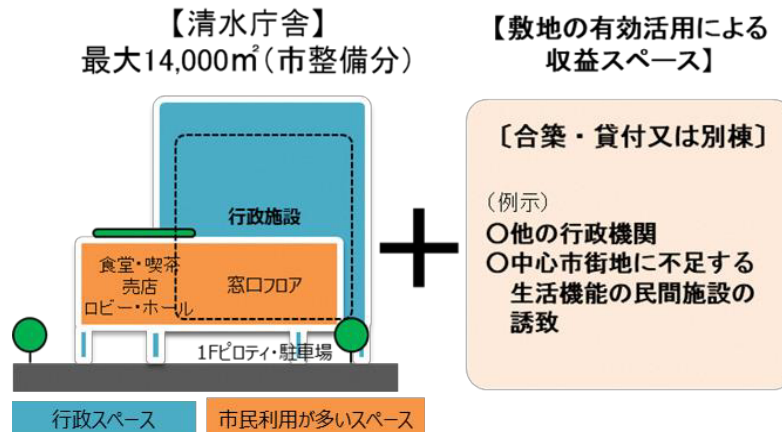 【清水庁舎】
最大14,000㎡(市整備分)
行政施設
食堂・喫茶
売店
ロビー・ホール
窓口フロア
1Fピロティ・駐車場
行政スペース
市民利用が多いスペース
【敷地の有効活用による
収益スペース】
〔合築・貸付又は別棟〕
(例示)
〇他の行政機関
〇中心市街地に不足する
生活機能の民間施設の
誘致